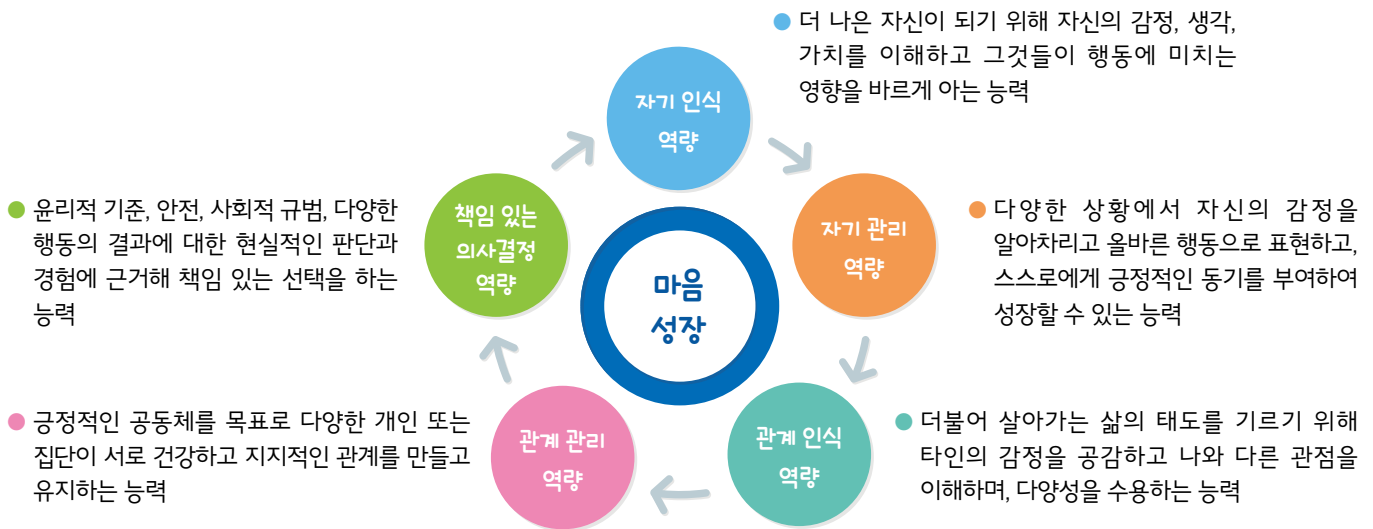 더 나은 자신이 되기 위해 자신의 감정, 생각,
가치를 이해하고 그것들이 행동에 미치는
영향을 바르게 아는 능력
자기 인식
역량
윤리적 기준, 안전, 사회적 규범, 다양한
행동의 결과에 대한 현실적인 판단과
경험에 근거해 책임 있는 선택을 하는
능력
책임 있는
의사결정
역량
자기 관리
역량
다양한 상황에서 자신의 감정을
알아차리고 올바른 행동으로 표현하고,
스스로에게 긍정적인 동기를 부여하여
성장할 수 있는 능력
마음
성장
긍정적인 공동체를 목표로 다양한 개인 또는
집단이 서로 건강하고 지지적인 관계를 만들고
유지하는 능력
관계 관리
역량
관계 인식
역량
더불어 살아가는 삶의 태도를 기르기 위해
타인의 감정을 공감하고 나와 다른 관점을
이해하며, 다양성을 수용하는 능력